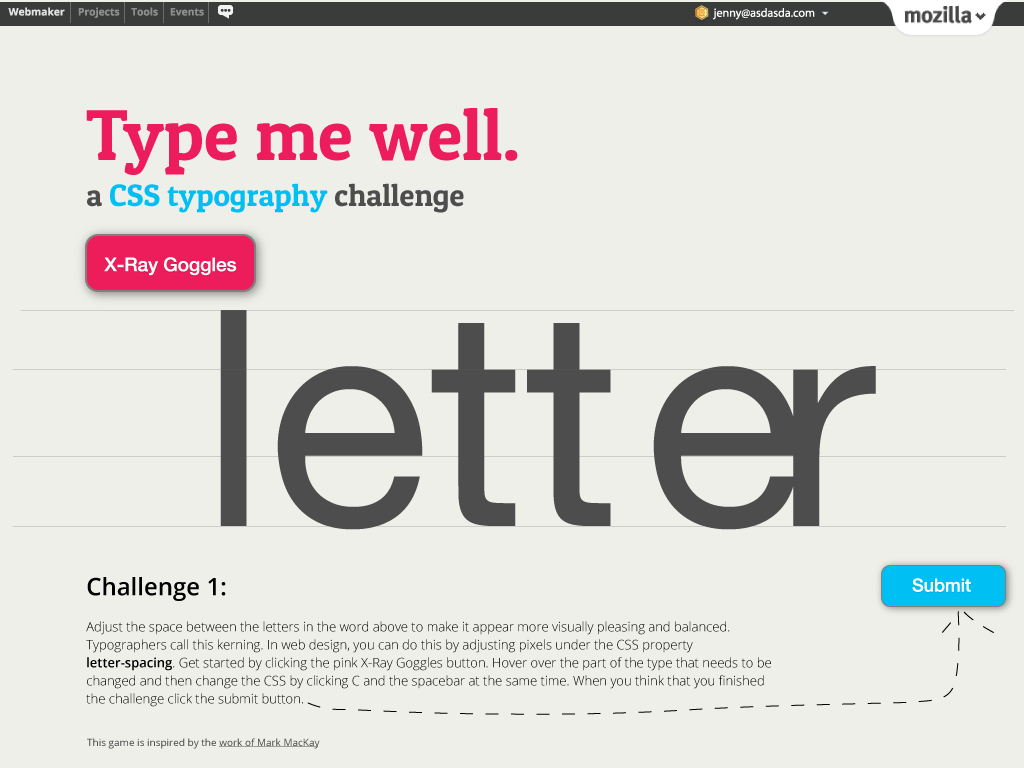 Webmaker Projects Tools Events jenny@asdasda.com mozilla
Type me well.
a CSS typography challenge
X-Ray Goggles
letter
Challenge 1:
Submit
Adjust the space between the letters in the word above to make it appear more visually pleasing and balanced.
Typographers call this kerning. In web design, you can do this by adjusting pixels under the CSS property
letter-spacing. Get started by clicking the pink X-Ray Goggles button. Hover over the part of the type that needs to be
changed and then change the CSS by clicking C and the spacebar at the same time. When you think that you finished
the challenge click the submit button.
This game is inspired by the work of Mark MacKay